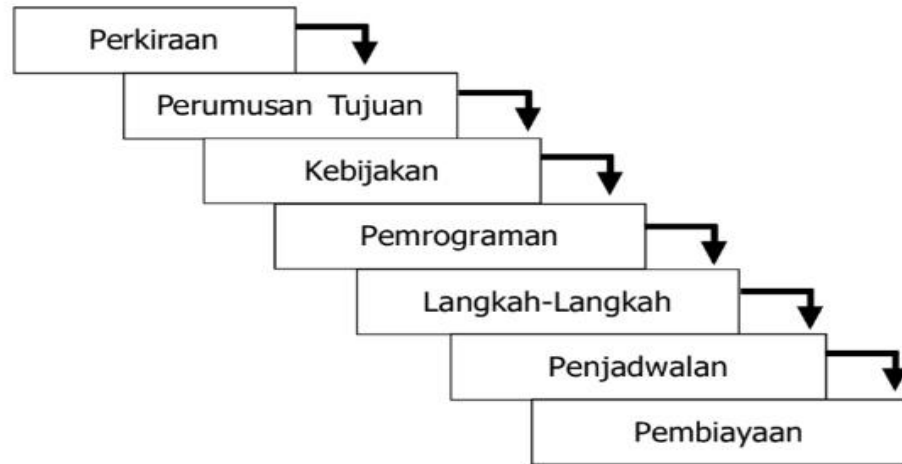 Perkiraan
Perumusan Tujuan
Kebijakan
Pemrograman
Langkah-Langkah
Penjadwalan
Pembiayaan